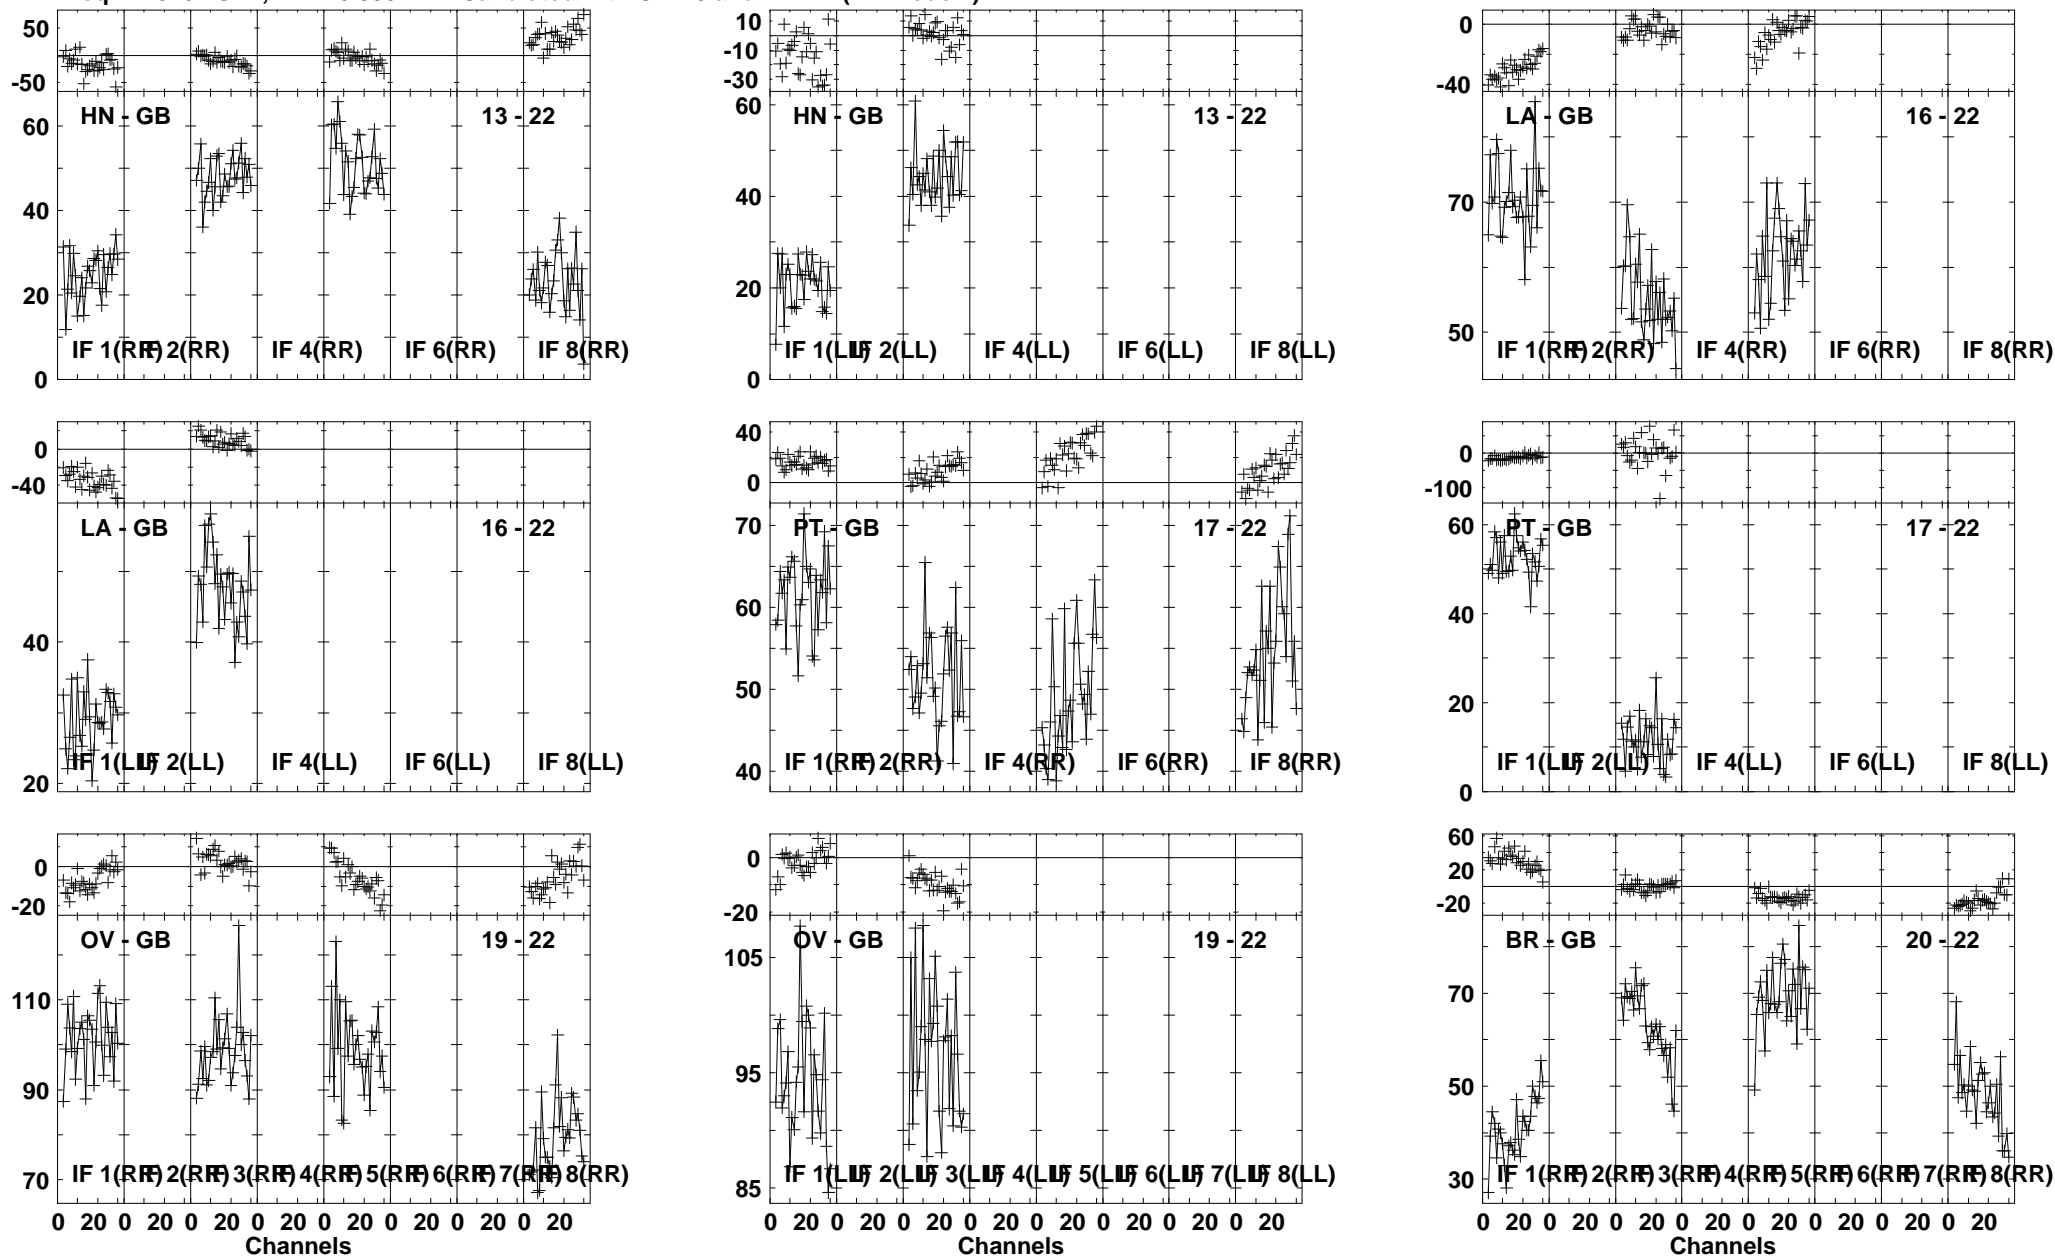 50
-50
10
-10
-30
0
-40
HN - GB 13 - 22
HN - GB 13 - 22
LA - GB 16 - 22
60
40
20
0
60
40
20
0
70
50
IF 1(RR) IF 2(RR) IF 4(RR) IF 6(RR) IF 8(RR)
IF 1(LL) IF 2(LL) IF 4(LL) IF 6(LL) IF 8(LL)
IF 1(RR) IF 2(RR) IF 4(RR) IF 6(RR) IF 8(RR)
0
-40
40
0
0
-100
LA - GB 16 - 22
PT - GB 17 - 22
PT - GB 17 - 22
40
20
70
60
50
40
60
40
20
0
IF 1(LL) IF 2(LL) IF 4(LL) IF 6(LL) IF 8(LL)
IF 1(RR) IF 2(RR) IF 4(RR) IF 6(RR) IF 8(RR)
IF 1(LL) IF 2(LL) IF 4(LL) IF 6(LL) IF 8(LL)
0
-20
0
-20
60
20
-20
OV - GB 19 - 22
OV - GB 19 - 22
BR - GB 20 - 22
110
90
70
105
95
85
70
50
30
IF 1(RR) IF 2(RR) IF 3(RR) IF 4(RR) IF 5(RR) IF 6(RR) IF 7(RR) IF 8(RR)
IF 1(LL) IF 2(LL) IF 3(LL) IF 4(LL) IF 5(LL) IF 6(LL) IF 7(LL) IF 8(LL)
IF 1(RR) IF 2(RR) IF 3(RR) IF 4(RR) IF 5(RR) IF 6(RR) IF 7(RR) IF 8(RR)
0 20 0 20 0 20 0 20 0 20 0 20 0 20 0 20
0 20 0 20 0 20 0 20 0 20 0 20 0 20 0 20
0 20 0 20 0 20 0 20 0 20 0 20 0 20 0 20
Channels
Channels
Channels